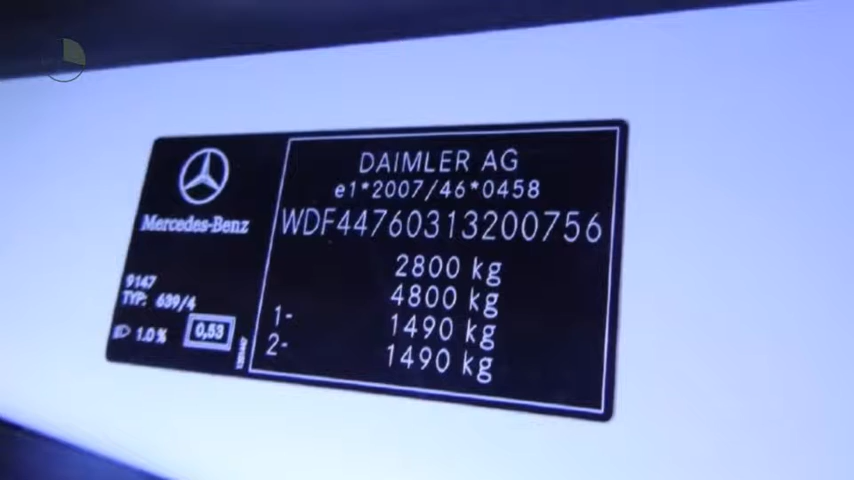 Mercedes-Benz
9147
TYP: 639/4
1.0%
0,53
DAIMLER AG
e1*2007/46*0458
WDF44760313200756
2800 kg
4800 kg
1- 1490 kg
2- 1490 kg